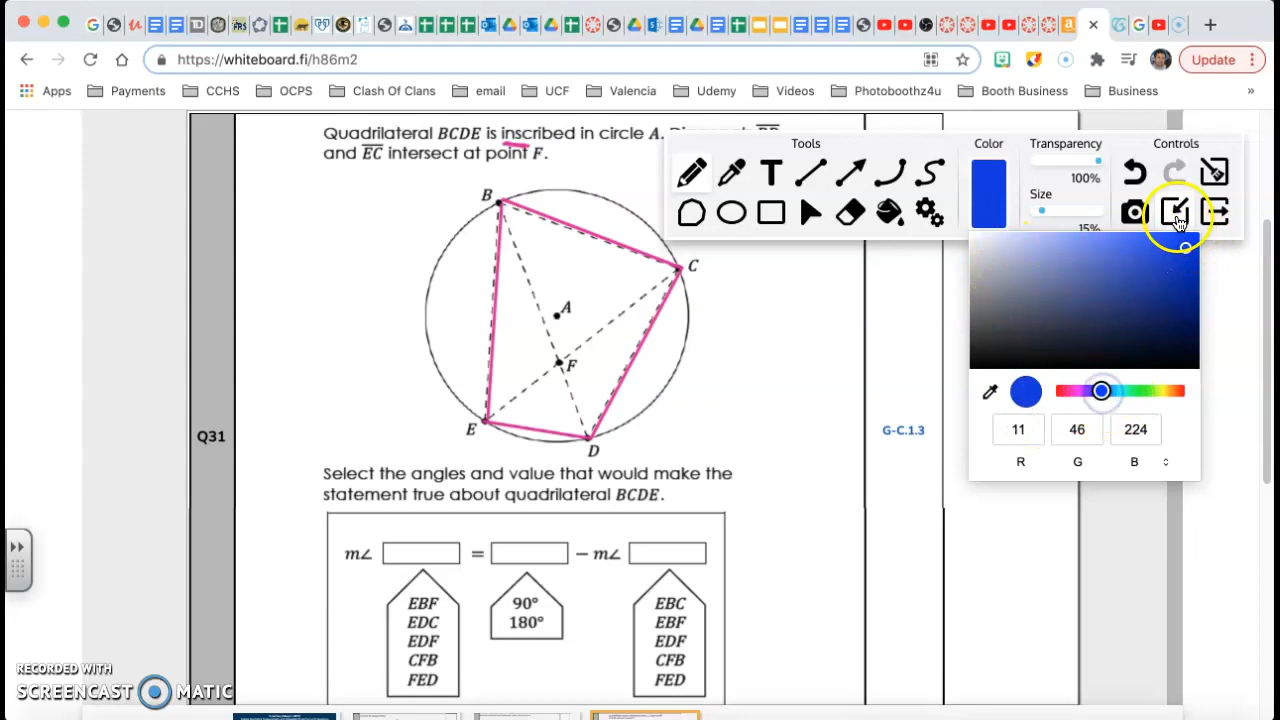 https://whiteboard.fi/h86m2
Update
Apps
Payments
CCHS
OCPS
Clash Of Clans
email
UCF
Valencia
Udemy
Videos
Photoboothz4u
Booth Business
Business
»
Quadrilateral BCDE is inscribed in circle A.
and EC intersect at point F.
Tools
Color
Transparency
Controls
100%
Size
15%
B
C
A
F
E
D
11
46
224
R
G
B
Q31
G-C.1.3
Select the angles and value that would make the
statement true about quadrilateral BCDE.
m∠ = − m∠
EBF
EDC
EDF
CFB
FED
90°
180°
EBC
EBF
EDF
CFB
FED
RECORDED WITH
SCREENCAST MATIC